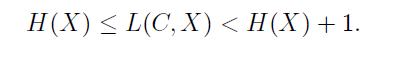 H(X) ≤ L(C, X) < H(X) + 1.